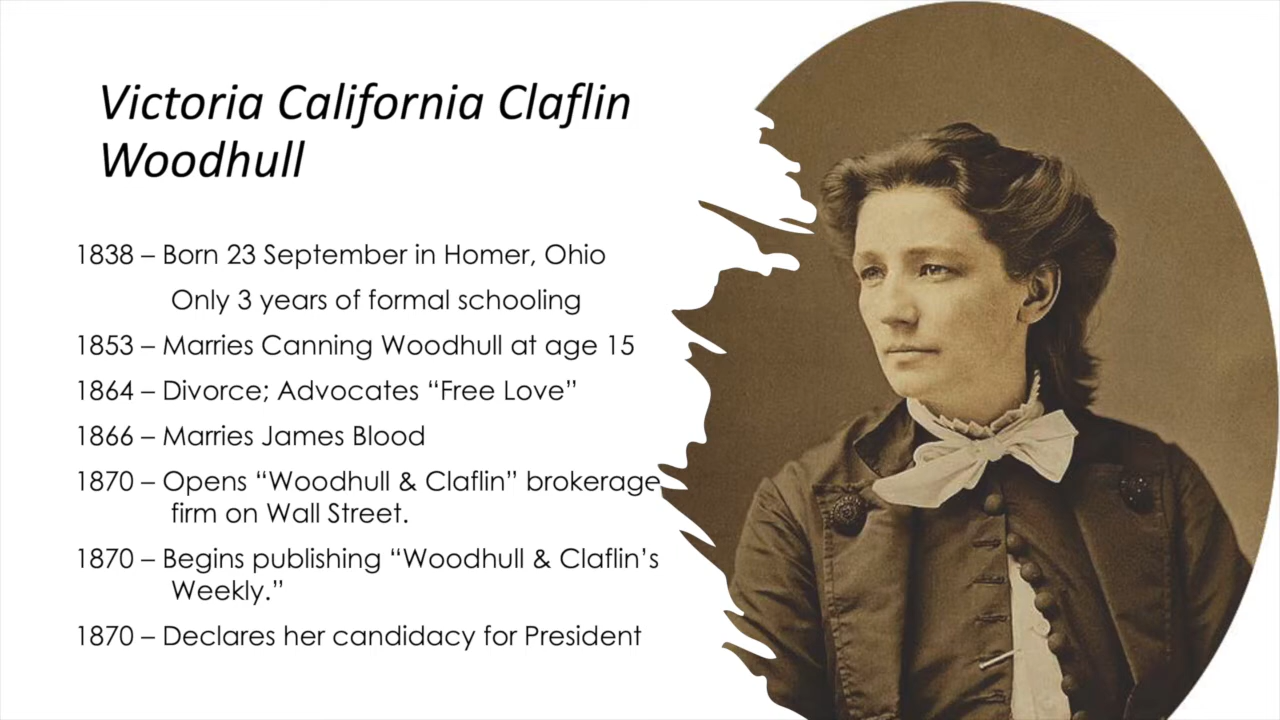 Victoria California Claflin
Woodhull
1838 – Born 23 September in Homer, Ohio
Only 3 years of formal schooling
1853 – Marries Canning Woodhull at age 15
1864 – Divorce; Advocates “Free Love”
1866 – Marries James Blood
1870 – Opens “Woodhull & Claflin” brokerage
firm on Wall Street.
1870 – Begins publishing “Woodhull & Claflin’s
Weekly.”
1870 – Declares her candidacy for President